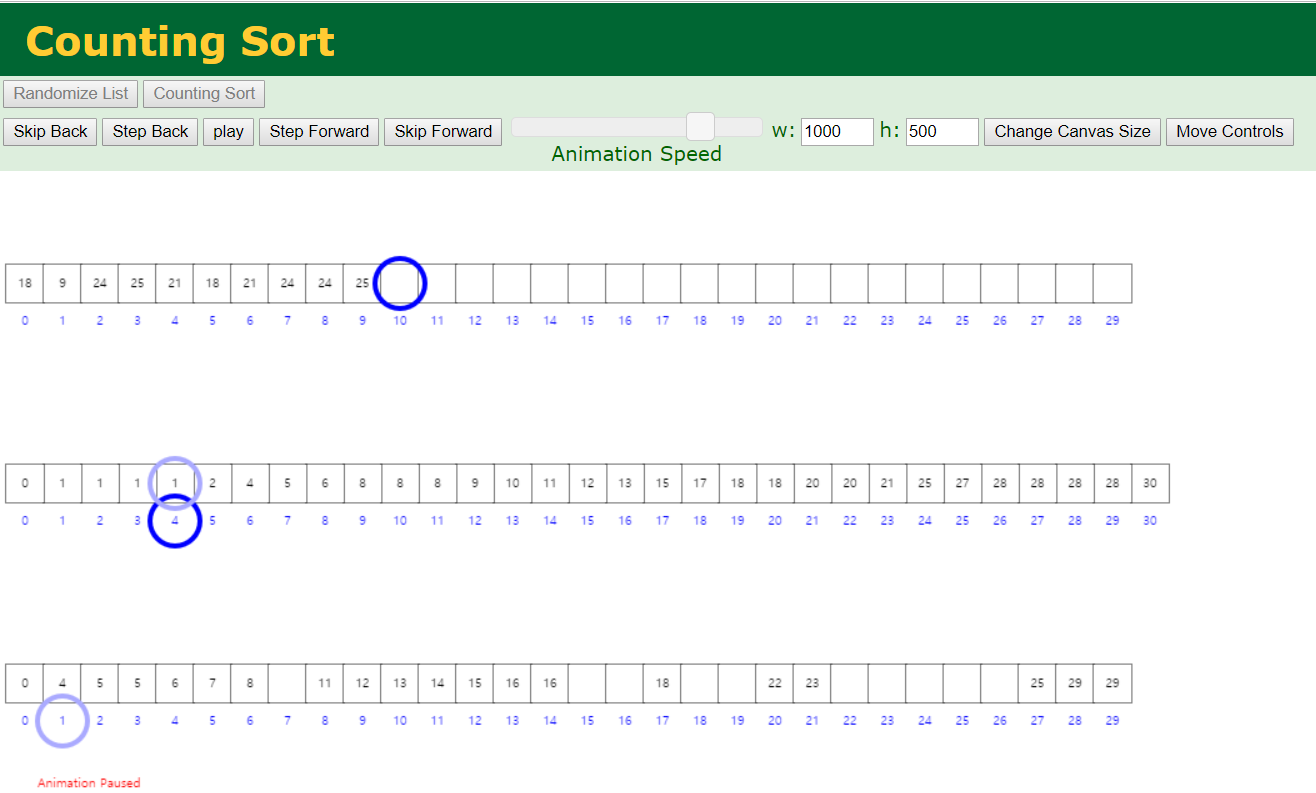 Counting Sort
Randomize List Counting Sort
Skip Back Step Back play Step Forward Skip Forward w: 1000 h: 500 Change Canvas Size Move Controls
Animation Speed
18 9 24 25 21 18 21 24 24 25
0 1 2 3 4 5 6 7 8 9 10 11 12 13 14 15 16 17 18 19 20 21 22 23 24 25 26 27 28 29
0 1 1 1 1 2 4 5 6 8 8 8 9 10 11 12 13 15 17 18 18 20 20 21 25 27 28 28 28 28 30
0 1 2 3 4 5 6 7 8 9 10 11 12 13 14 15 16 17 18 19 20 21 22 23 24 25 26 27 28 29 30
0 4 5 5 6 7 8 11 12 13 14 15 16 16 18 22 23 25 29 29
0 1 2 3 4 5 6 7 8 9 10 11 12 13 14 15 16 17 18 19 20 21 22 23 24 25 26 27 28 29
Animation Paused